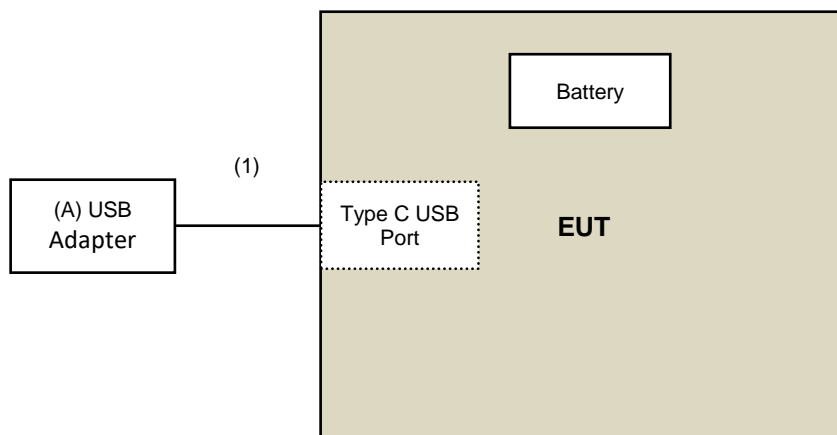 Battery
(1)
(A) USB
Adapter
Type C USB
Port
EUT